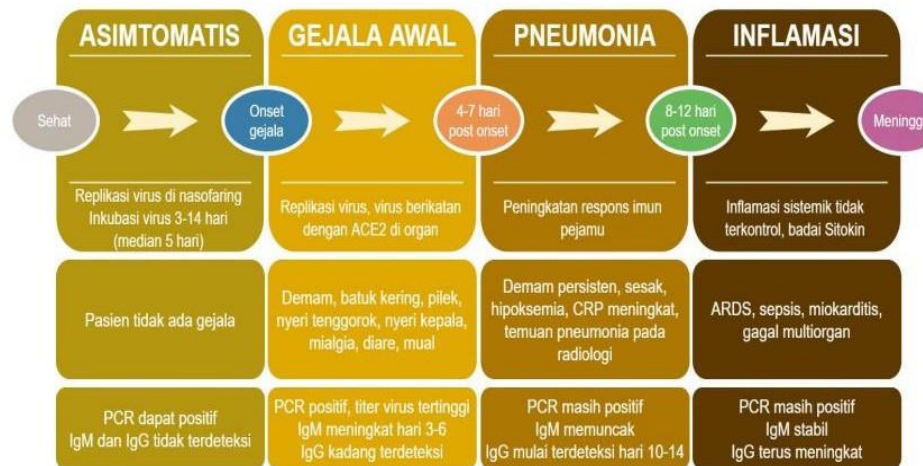 ASIMTOMATIS
GEJALA AWAL
PNEUMONIA
INFLAMASI
Sehat
Onset
gejala
4-7 hari
post onset
8-12 hari
post onset
Meningg
Replikasi virus di nasofaring
Inkubasi virus 3-14 hari
(median 5 hari)
Replikasi virus, virus berikatan
dengan ACE2 di organ
Peningkatan respons imun
pejamu
Inflamasi sistemik tidak
terkontrol, badai Sitokin
Pasien tidak ada gejala
Demam, batuk kering, pilek,
nyeri tenggorok, nyeri kepala,
mialgia, diare, mual
Demam persisten, sesak,
hipoksemia, CRP meningkat,
temuan pneumonia pada
radiologi
ARDS, sepsis, miokarditis,
gagal multiorgan
PCR dapat positif
IgM dan IgG tidak terdeteksi
PCR positif, titer virus tertinggi
IgM meningkat hari 3-6
IgG kadang terdeteksi
PCR masih positif
IgM memuncak
IgG mulai terdeteksi hari 10-14
PCR masih positif
IgM stabil
IgG terus meningkat